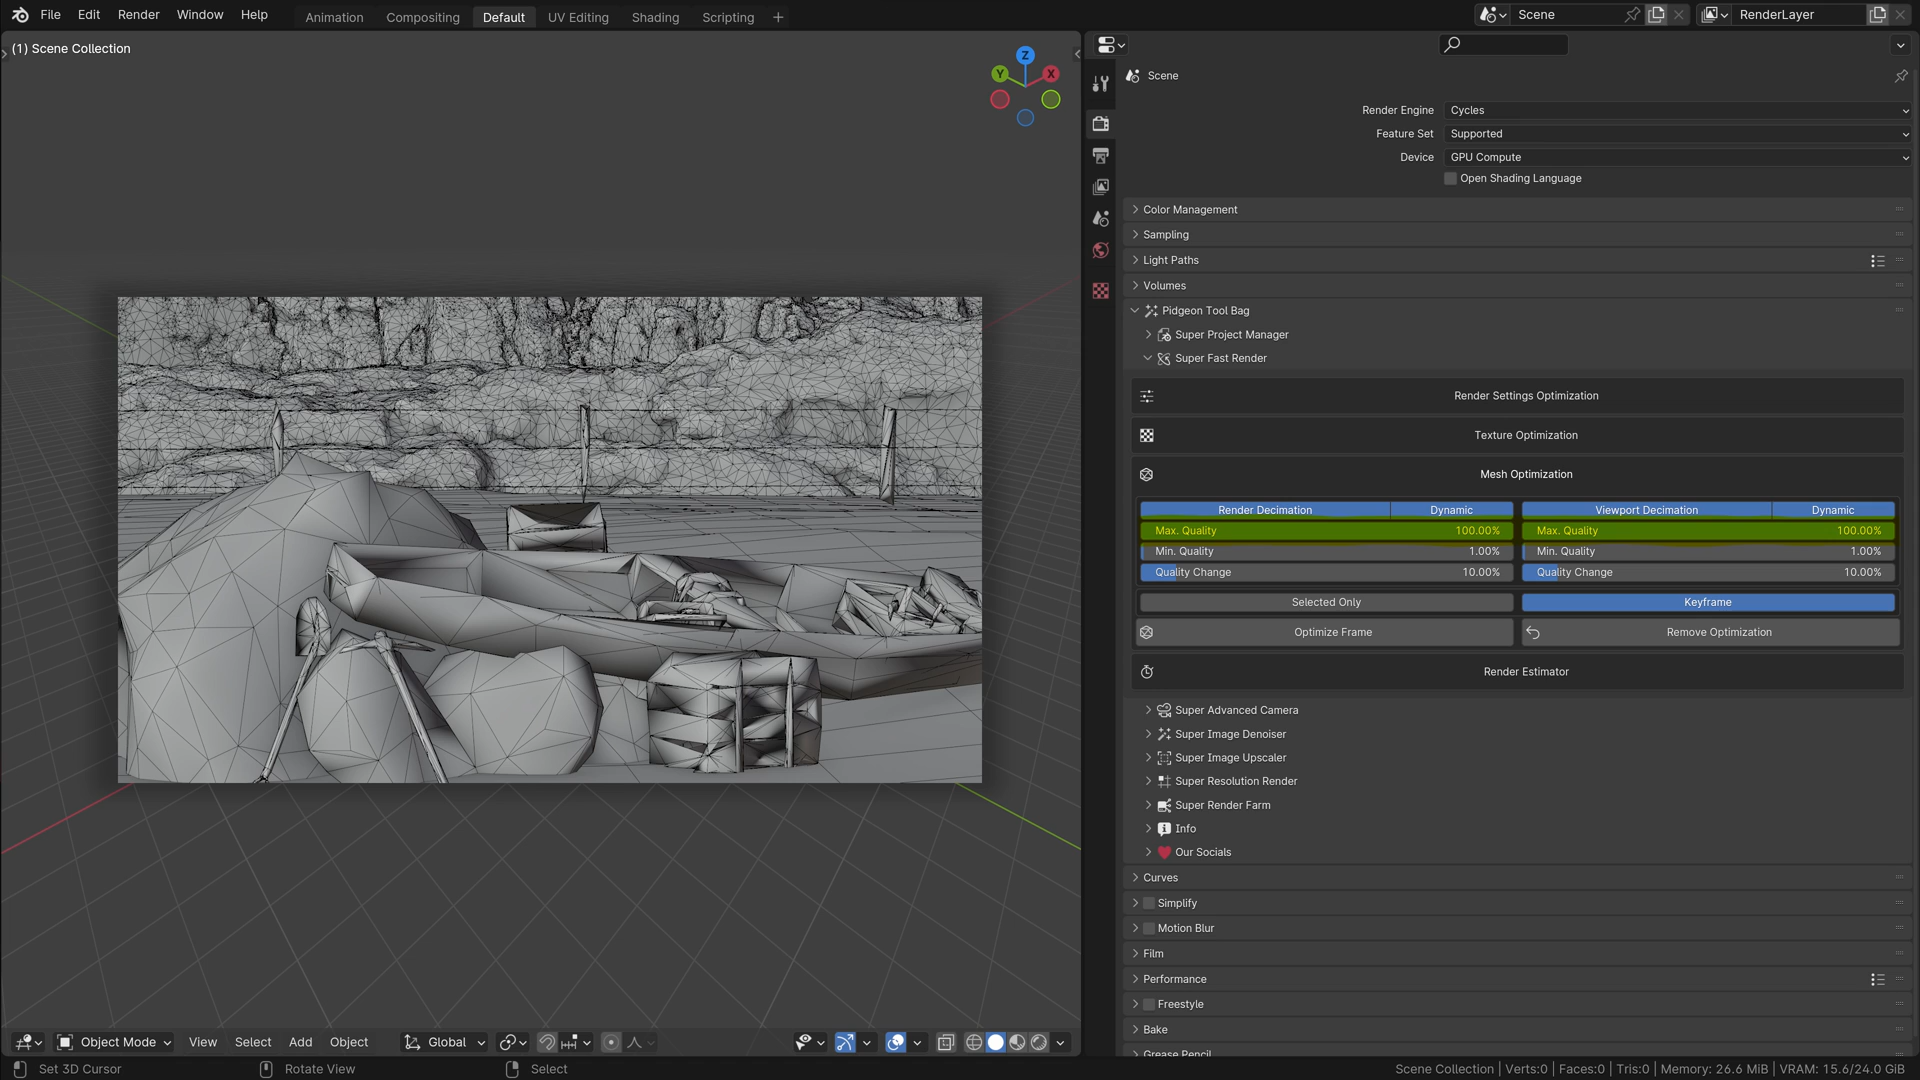 File Edit Render Window Help Animation Compositing Default UV Editing Shading Scripting + Scene RenderLayer
(1) Scene Collection
Z
Y X
Scene
Render Engine Cycles
Feature Set Supported
Device GPU Compute
Open Shading Language
Color Management
Sampling
Light Paths
Volumes
Pidgeon Tool Bag
Super Project Manager
Super Fast Render
Render Settings Optimization
Texture Optimization
Mesh Optimization
Render Decimation Dynamic Viewport Decimation Dynamic
Max. Quality 100.00% Max. Quality 100.00%
Min. Quality 1.00% Min. Quality 1.00%
Quality Change 10.00% Quality Change 10.00%
Selected Only Keyframe
Optimize Frame Remove Optimization
Render Estimator
Super Advanced Camera
Super Image Denoiser
Super Image Upscaler
Super Resolution Render
Super Render Farm
Info
Our Socials
Curves
Simplify
Motion Blur
Film
Performance
Freestyle
Bake
Grease Pencil
Object Mode View Select Add Object Global
Set 3D Cursor Rotate View Select Scene Collection | Verts:0 | Faces:0 | Tris:0 | Memory: 26.6 MiB | VRAM: 15.6/24.0 GiB